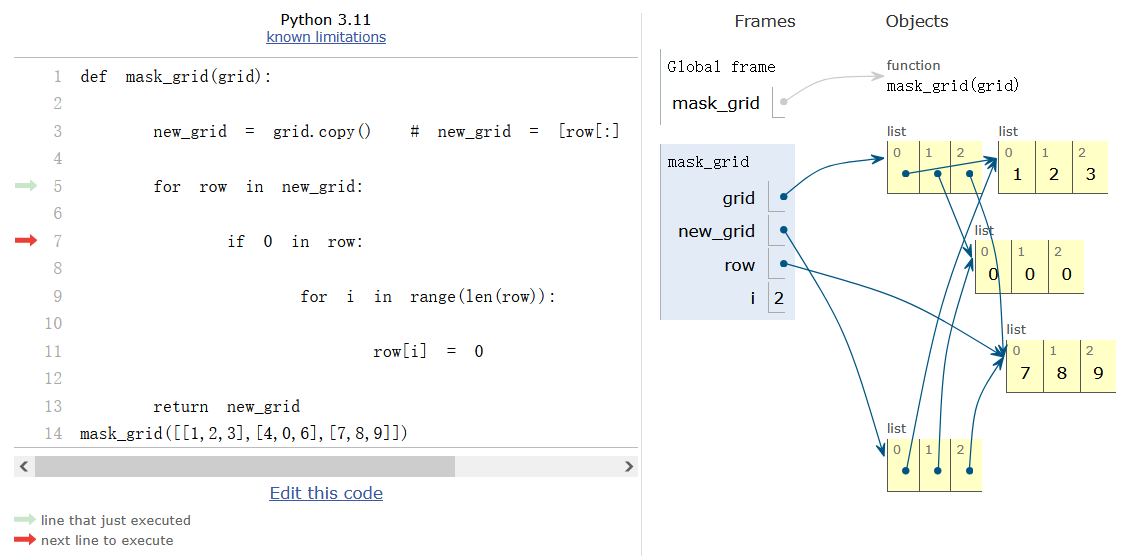 Python 3.11
known limitations
1 def mask_grid(grid):
2
3 new_grid = grid.copy() # new_grid = [row[:]
4
5 for row in new_grid:
6
7 if 0 in row:
8
9 for i in range(len(row)):
10
11 row[i] = 0
12
13 return new_grid
14 mask_grid([[1,2,3],[4,0,6],[7,8,9]])
Edit this code
line that just executed
next line to execute
Frames
Objects
Global frame
mask_grid
function
mask_grid(grid)
mask_grid
grid
new_grid
row
i 2
list
0 1 2
list
0 1 2
1 2 3
list
0 1 2
0 0 0
list
0 1 2
7 8 9
list
0 1 2